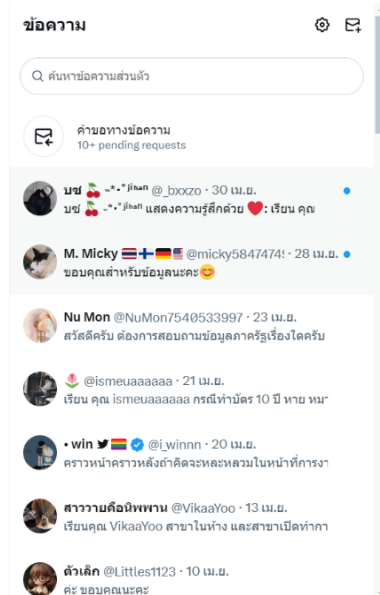 ข้อความ
ค้นหาข้อความส่วนตัว
คำขอทางข้อความ
10+ pending requests
บช 🍒 ~*•˚ʲⁱʰᵃⁿ @_bxxzo · 30 เม.ย.
บช 🍒 ~*•˚ʲⁱʰᵃⁿ แสดงความรู้สึกด้วย ❤️: เรียน คุณ
M. Micky 🇹🇭🇫🇮🇩🇪🇺🇸 @micky5847474 · 28 เม.ย.
ขอบคุณสำหรับข้อมูลนะคะ😊
Nu Mon @NuMon7540533997 · 23 เม.ย.
สวัสดีครับ ต้องการสอบถามข้อมูลภาครัฐเรื่องใดครับ
🌷 @ismeuaaaaaa · 21 เม.ย.
เรียน คุณ ismeuaaaaaa กรณีทำบัตร 10 ปี หาย หมา
• win 🏳️‍🌈 @i_winnn · 20 เม.ย.
คราวหน้าคราวหลังถ้าคิดจะหละหลวมในหน้าที่การงา
สาววายคือนิพพาน @VikaaYoo · 13 เม.ย.
เรียนคุณ VikaaYoo สาขาในห้าง และสาขาเปิดทำกา
ตัวเล็ก @Littles1123 · 10 เม.ย.
ค่ะ ขอบคุณนะคะ